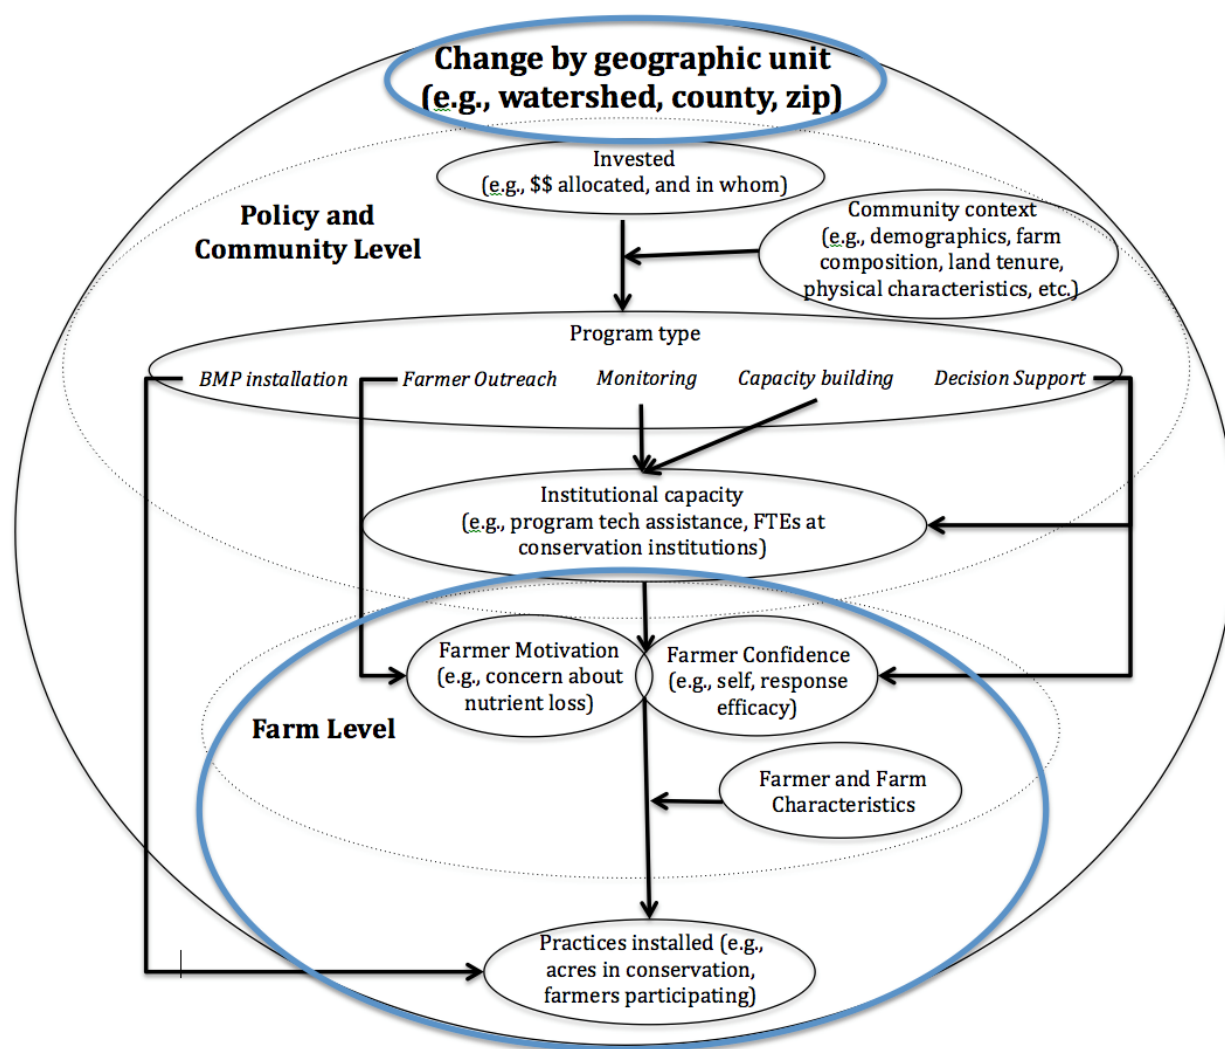 Change by geographic unit
(e.g., watershed, county, zip)
Invested
(e.g., $$ allocated, and in whom)
Policy and
Community Level
Community context
(e.g., demographics, farm
composition, land tenure,
physical characteristics, etc.)
Program type
BMP installation
Farmer Outreach
Monitoring
Capacity building
Decision Support
Institutional capacity
(e.g., program tech assistance, FTEs at
conservation institutions)
Farmer Motivation
(e.g., concern about
nutrient loss)
Farmer Confidence
(e.g., self, response
efficacy)
Farm Level
Farmer and Farm
Characteristics
Practices installed (e.g.,
acres in conservation,
farmers participating)